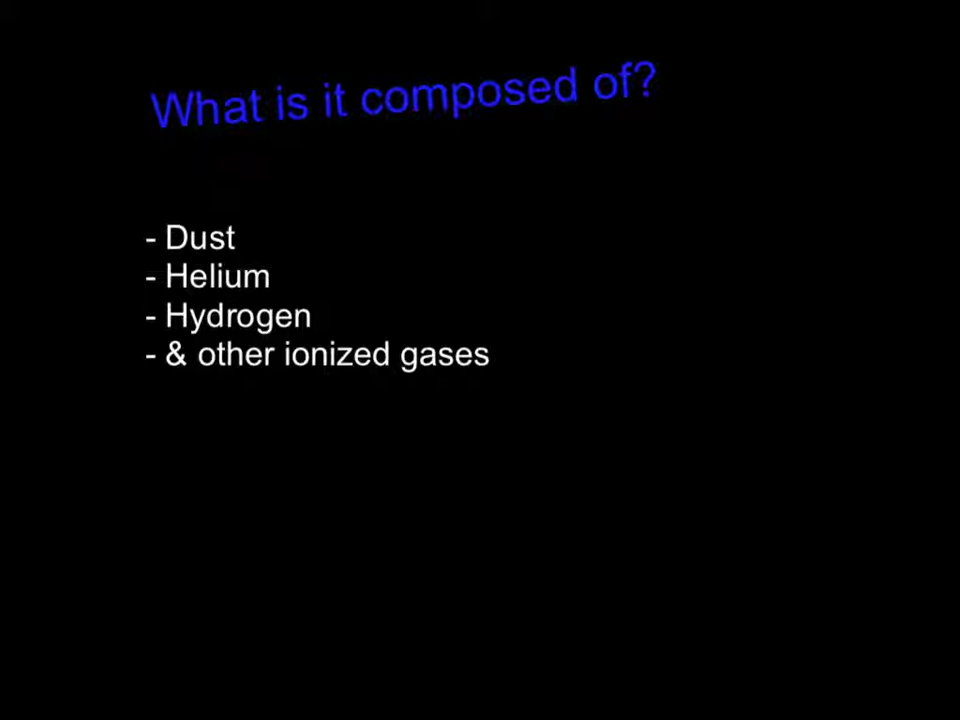 What is it composed of?
- Dust
- Helium
- Hydrogen
- & other ionized gases